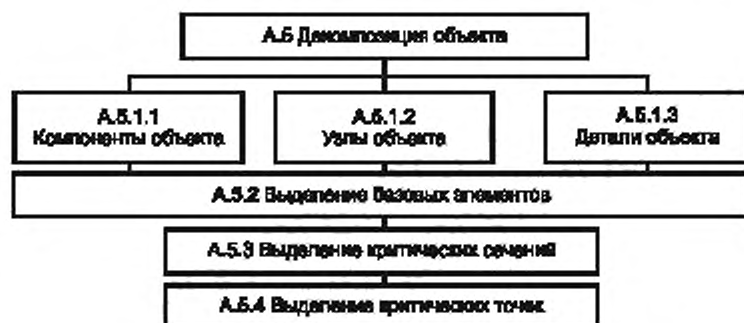 А.5 Декомпозиция объекта
А.5.1.1
Компоненты объекта
А.5.1.2
Узлы объекта
А.5.1.3
Детали объекта
А.5.2 Выделение базовых элементов
А.5.3 Выделение критических сечений
А.5.4 Выделение критических точек